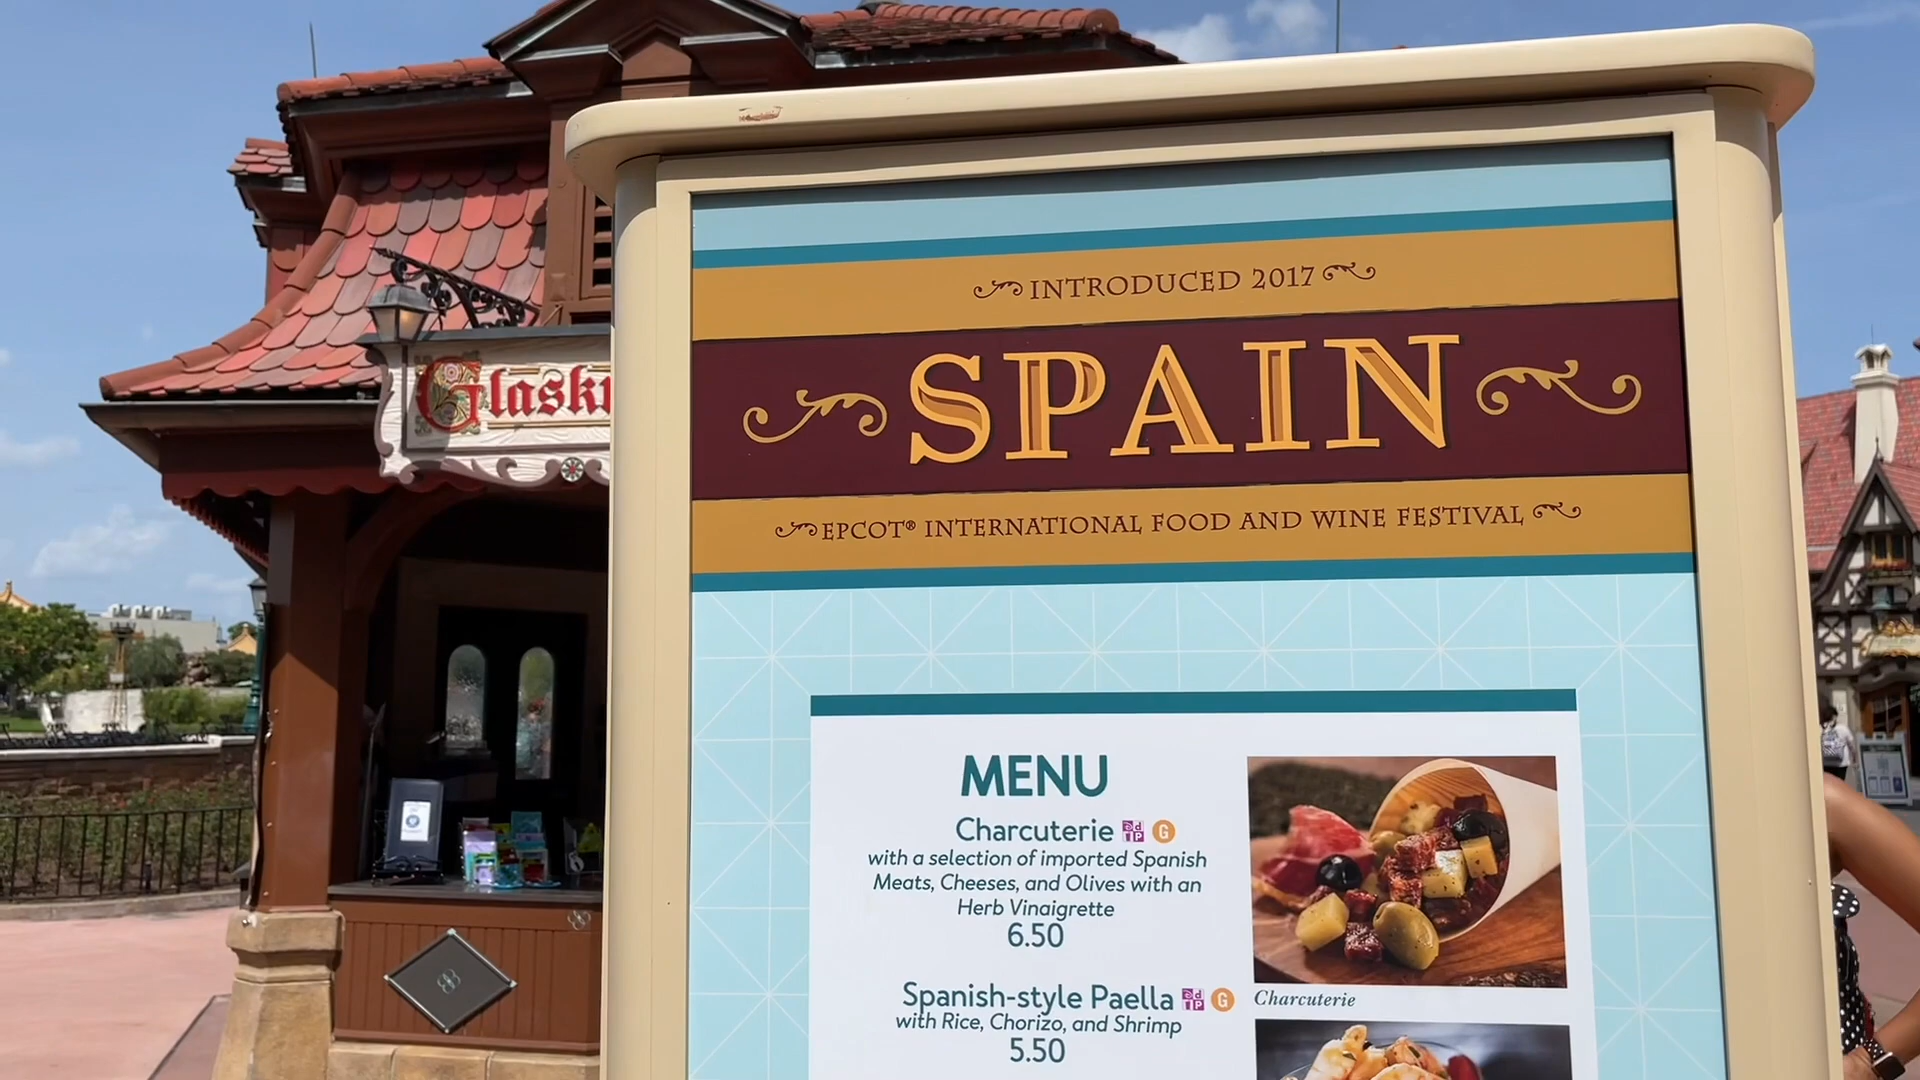 INTRODUCED 2017
SPAIN
EPCOT® INTERNATIONAL FOOD AND WINE FESTIVAL
MENU
Charcuterie
with a selection of imported Spanish
Meats, Cheeses, and Olives with an
Herb Vinaigrette
6.50
Charcuterie
Spanish-style Paella
with Rice, Chorizo, and Shrimp
5.50